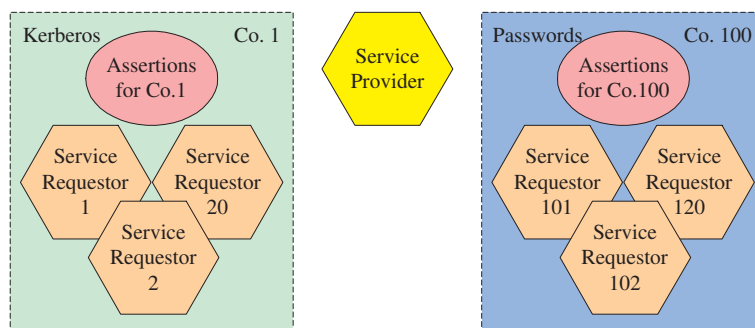 Kerberos
Co. 1
Assertions
for Co.1
Service
Requestor
1
Service
Requestor
20
Service
Requestor
2
Service
Provider
Passwords
Co. 100
Assertions
for Co.100
Service
Requestor
101
Service
Requestor
120
Service
Requestor
102